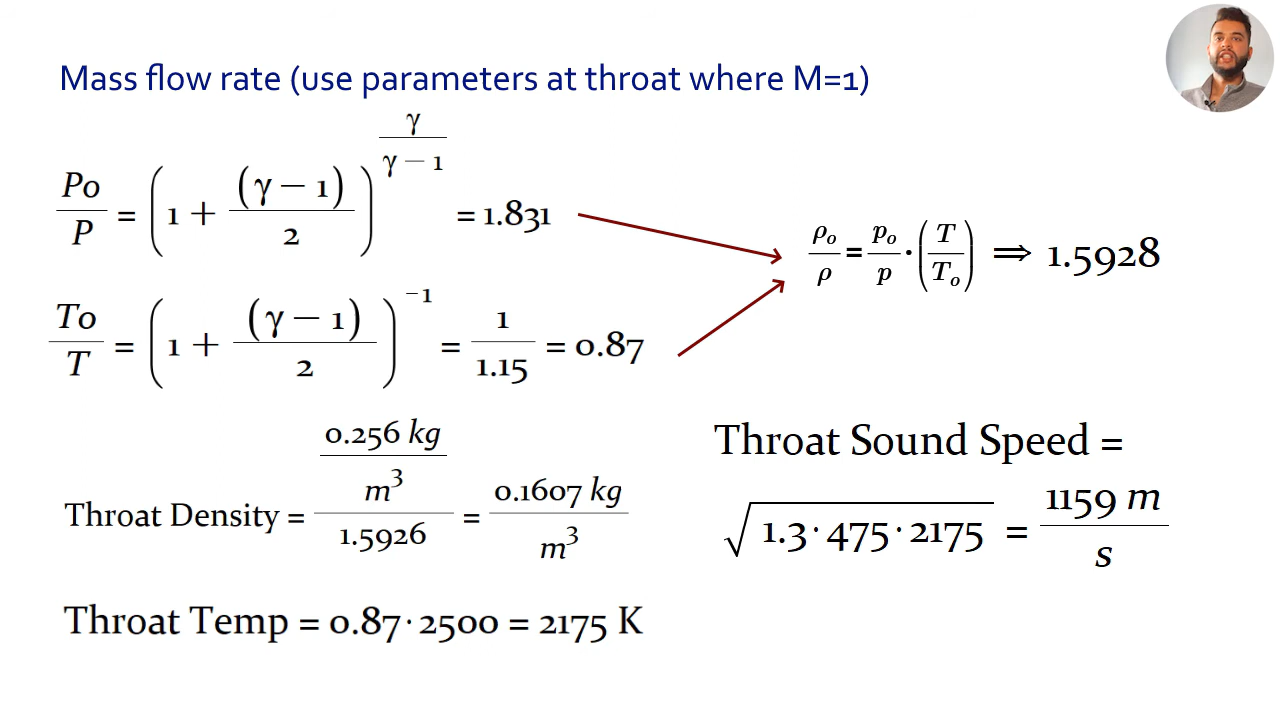 Mass flow rate (use parameters at throat where M=1)
Po/P = (1 + (γ − 1)/2)^(γ/(γ − 1)) = 1.831
ρₒ/ρ = pₒ/p · (T/Tₒ) ⇒ 1.5928
To/T = (1 + (γ − 1)/2)^(−1) = 1/1.15 = 0.87
Throat Density = (0.256 kg/m³)/1.5926 = 0.1607 kg/m³
Throat Sound Speed =
√(1.3 · 475 · 2175) = 1159 m/s
Throat Temp = 0.87 · 2500 = 2175 K